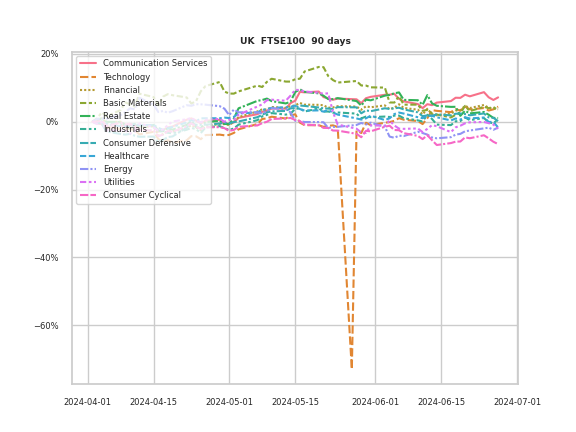 UK  FTSE100  90 days
20%
0%
−20%
−40%
−60%
Communication Services
Technology
Financial
Basic Materials
Real Estate
Industrials
Consumer Defensive
Healthcare
Energy
Utilities
Consumer Cyclical
2024-04-01
2024-04-15
2024-05-01
2024-05-15
2024-06-01
2024-06-15
2024-07-01